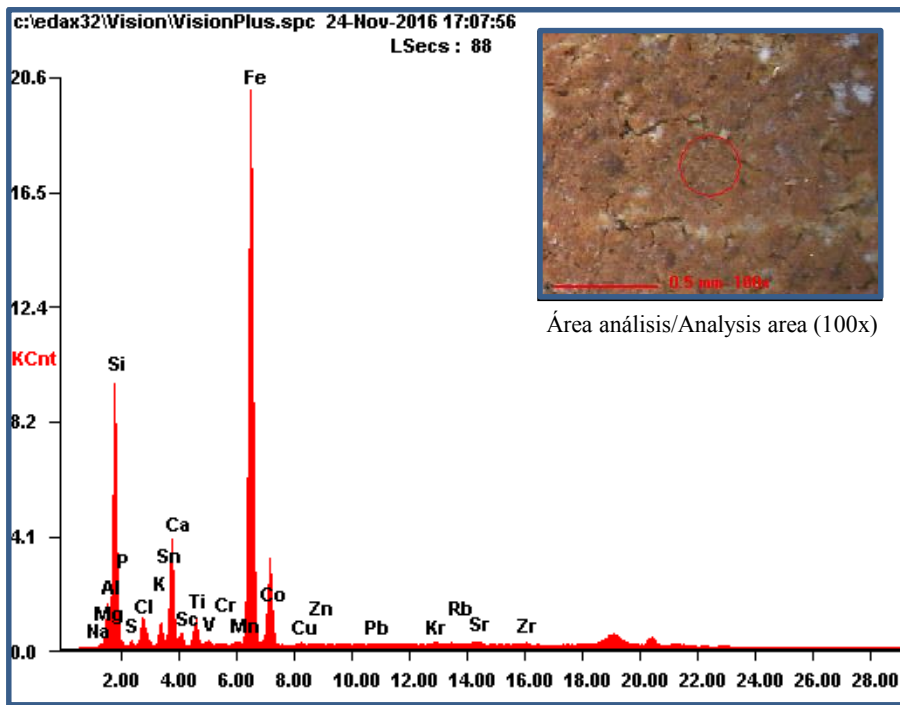 c:\edax32\Vision\VisionPlus.spc 24-Nov-2016 17:07:56
LSecs : 88
20.6
16.5
12.4
8.2
4.1
0.0
KCnt
Na
Mg
Al
Si
P
S
Cl
K
Sn
Ca
Sc
Ti
V
Cr
Mn
Fe
Co
Cu
Zn
Pb
Kr
Rb
Sr
Zr
2.00 4.00 6.00 8.00 10.00 12.00 14.00 16.00 18.00 20.00 22.00 24.00 26.00 28.00
0.5 mm 100x
Área análisis/Analysis area (100x)